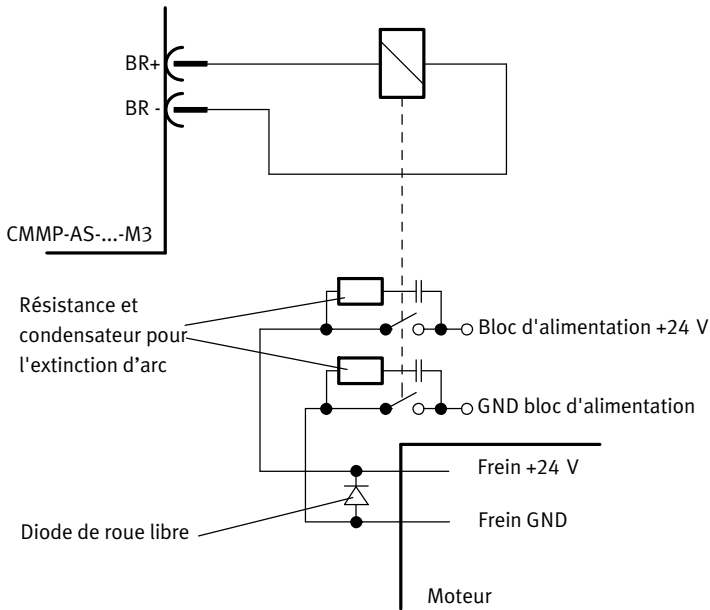 BR+
BR -
CMMP-AS-...-M3
Résistance et
condensateur pour
l'extinction d’arc
Bloc d'alimentation +24 V
GND bloc d'alimentation
Frein +24 V
Diode de roue libre
Frein GND
Moteur